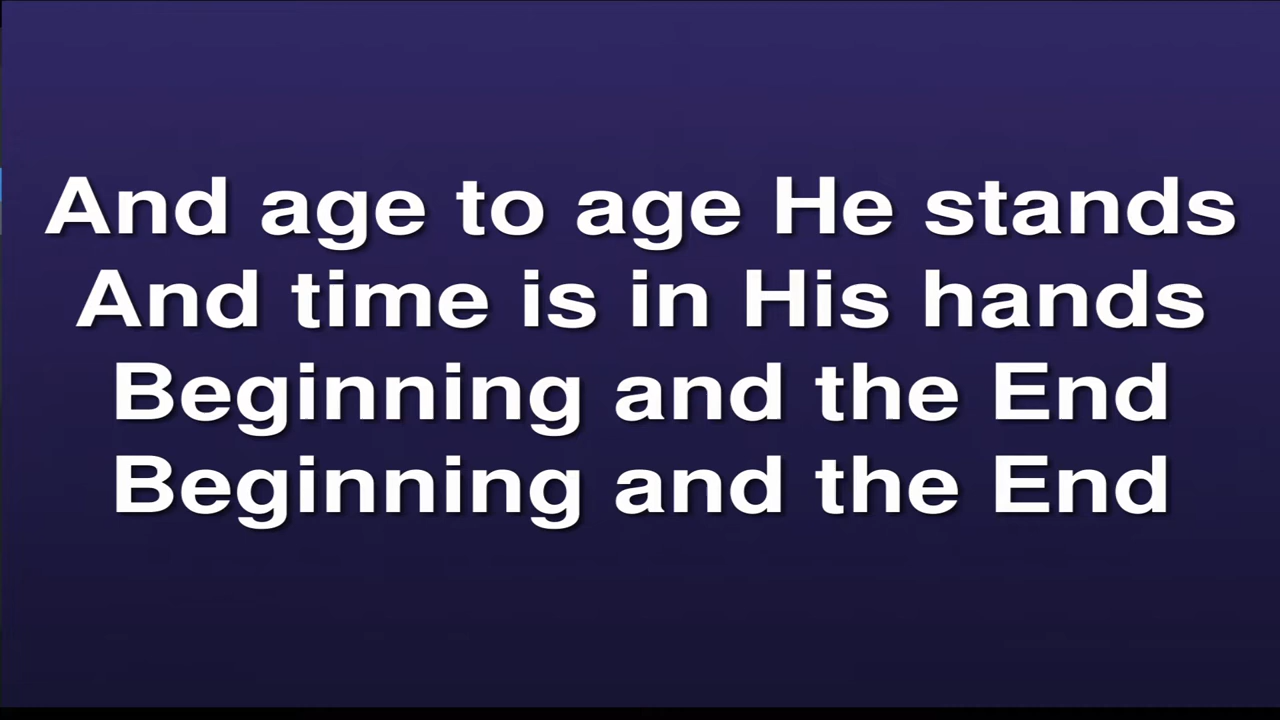 And age to age He stands
And time is in His hands
Beginning and the End
Beginning and the End